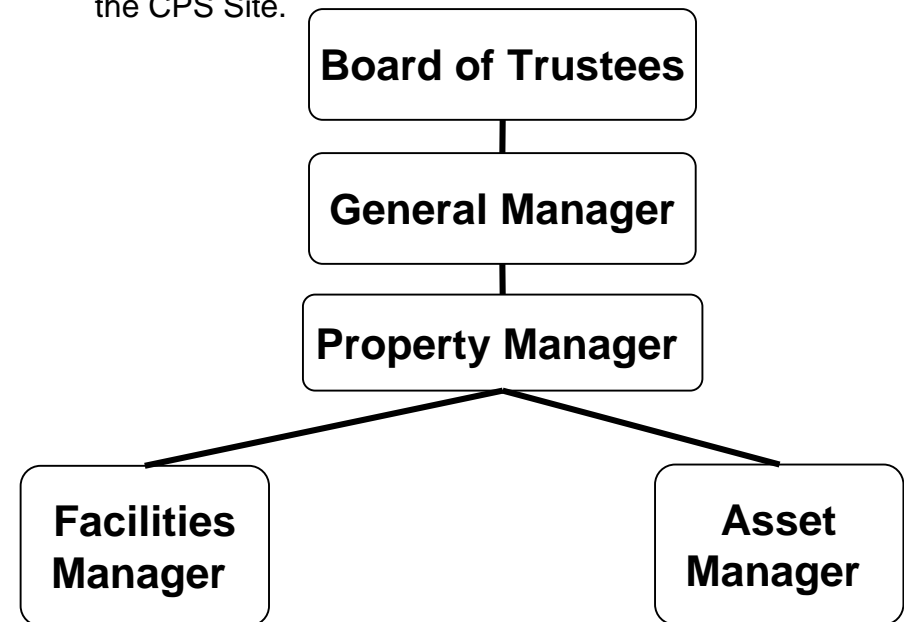 the CPS Site.
Board of Trustees
General Manager
Property Manager
Facilities
Manager
Asset
Manager